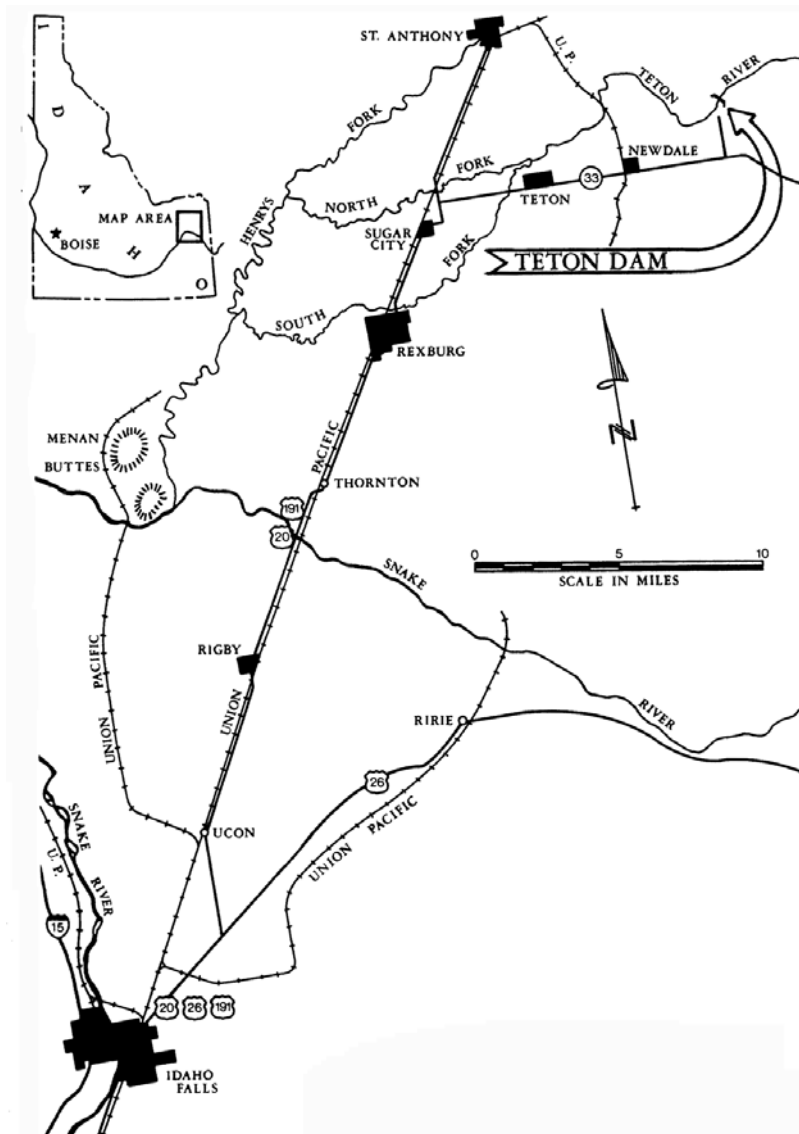 ST. ANTHONY
U. P.
I
D
A
H
O
MAP AREA
BOISE
FORK
TETON
RIVER
NEWDALE
33
TETON
NORTH
FORK
HENRYS
SUGAR
CITY
FORK
TETON DAM
SOUTH
REXBURG
N
MENAN
BUTTES
PACIFIC
THORNTON
191
20
0
5
10
SCALE IN MILES
SNAKE
RIGBY
PACIFIC
UNION
UNION
RIRIE
RIVER
26
UCON
UNION
PACIFIC
SNAKE
RIVER
U. P.
15
20
26
191
IDAHO
FALLS